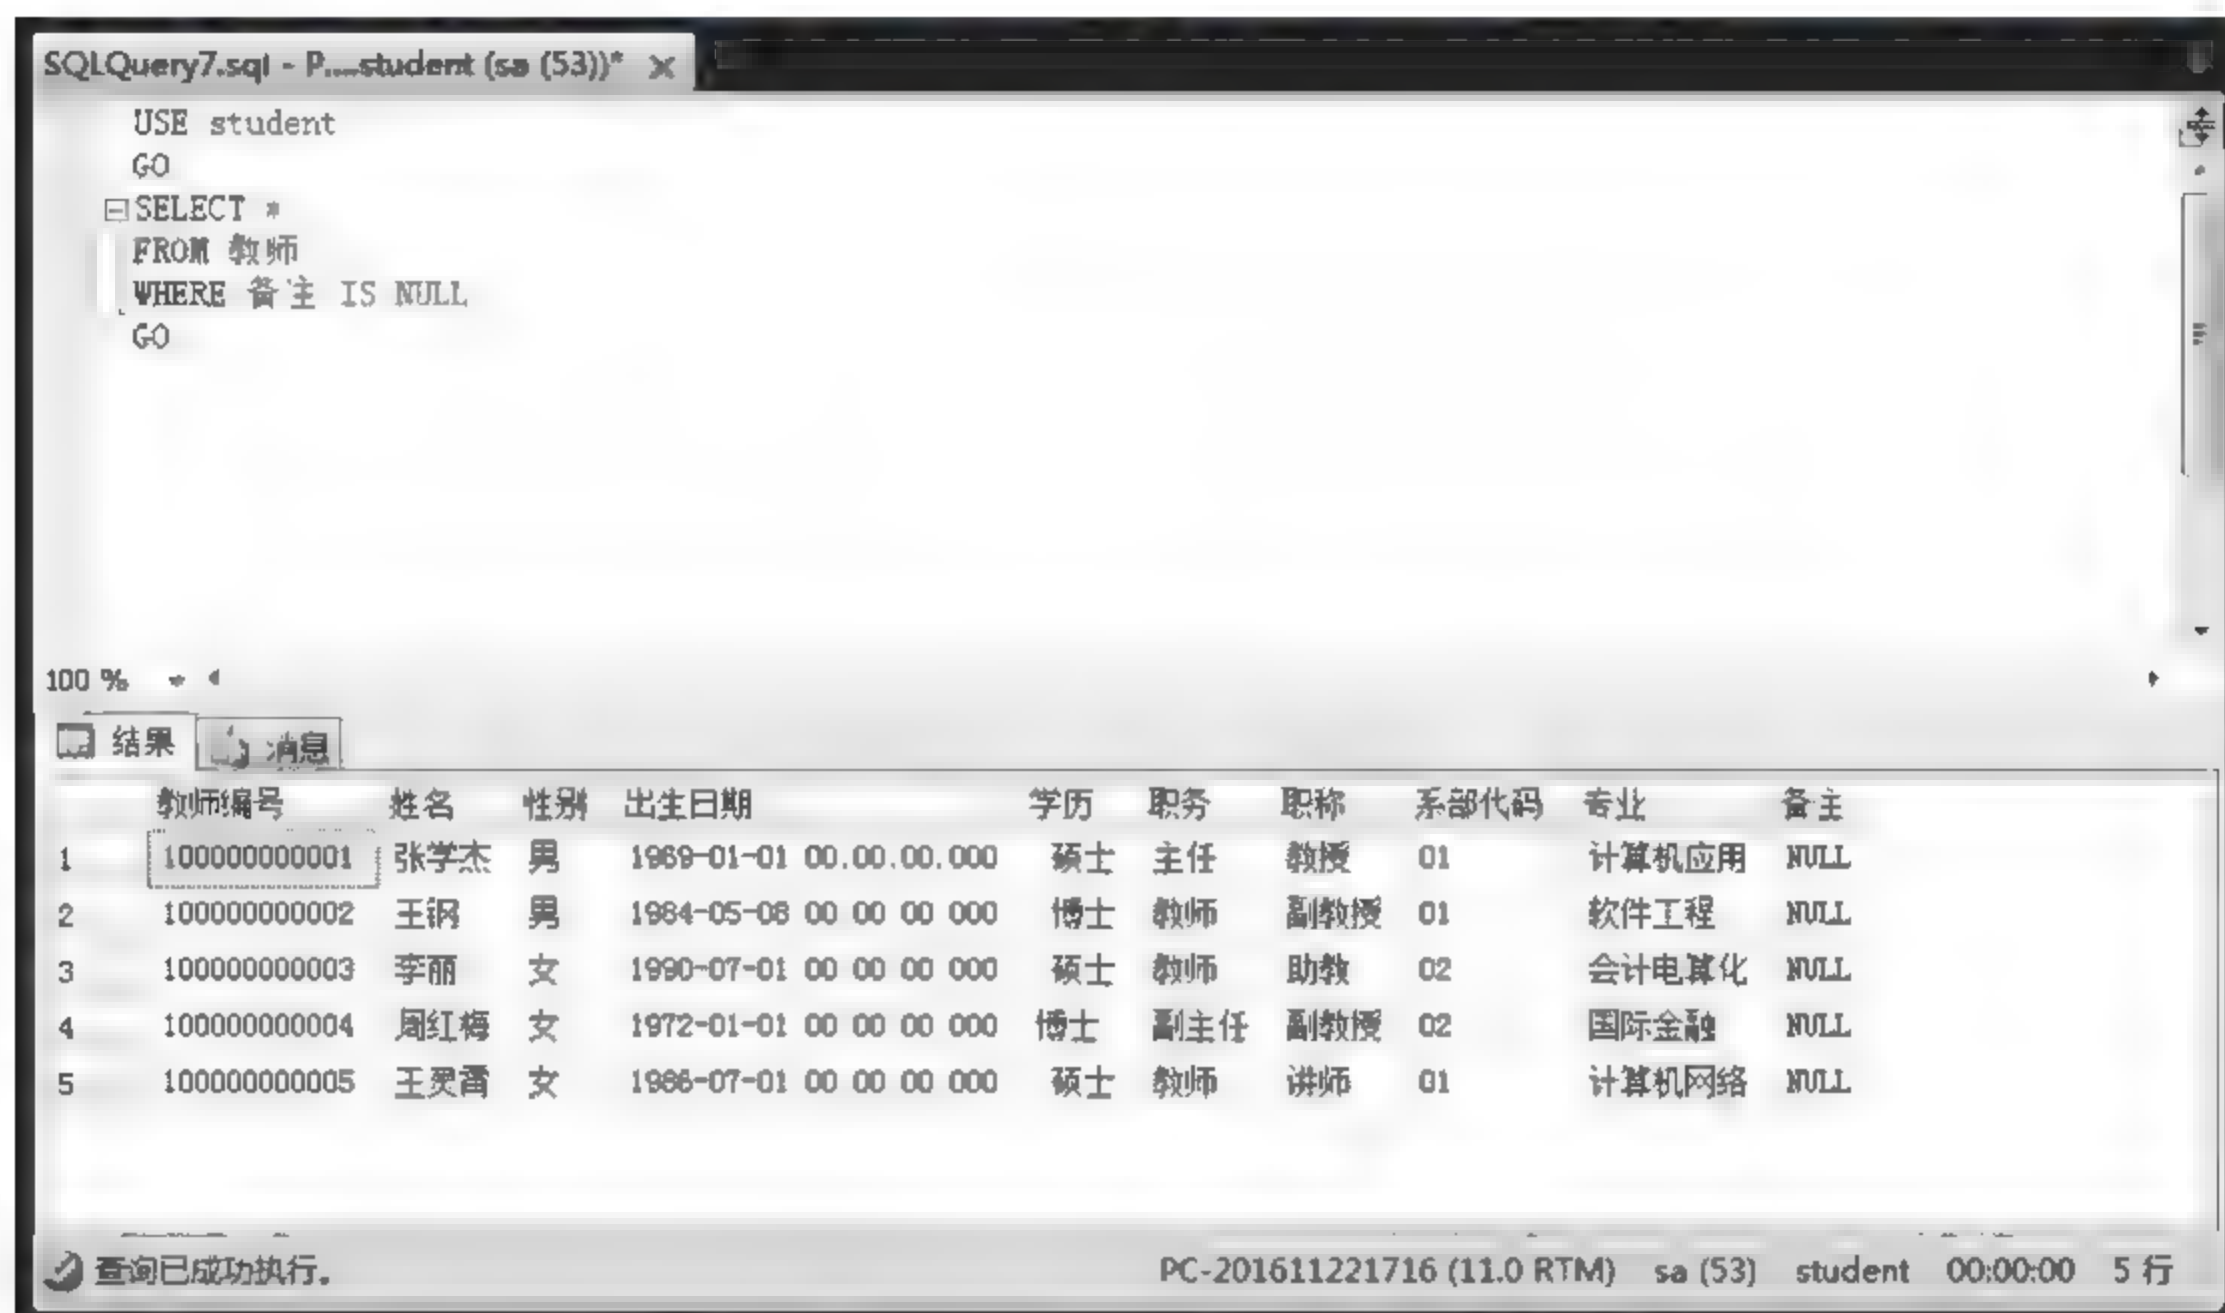 SQLQuery7.sql - P....student (sa (53))* ×
USE student
GO
SELECT *
FROM 教师
WHERE 备注 IS NULL
GO
100 %
结果 消息
教师编号 姓名 性别 出生日期 学历 职务 职称 系部代码 专业 备注
1 100000000001 张学杰 男 1969-01-01 00.00.00.000 硕士 主任 教授 01 计算机应用 NULL
2 100000000002 王钢 男 1984-05-08 00 00 00 000 博士 教师 副教授 01 软件工程 NULL
3 100000000003 李丽 女 1990-07-01 00 00 00 000 硕士 教师 助教 02 会计电算化 NULL
4 100000000004 周红梅 女 1972-01-01 00 00 00 000 博士 副主任 副教授 02 国际金融 NULL
5 100000000005 王灵霄 女 1986-07-01 00 00 00 000 硕士 教师 讲师 01 计算机网络 NULL
查询已成功执行。 PC-201611221716 (11.0 RTM) sa (53) student 00:00:00 5 行